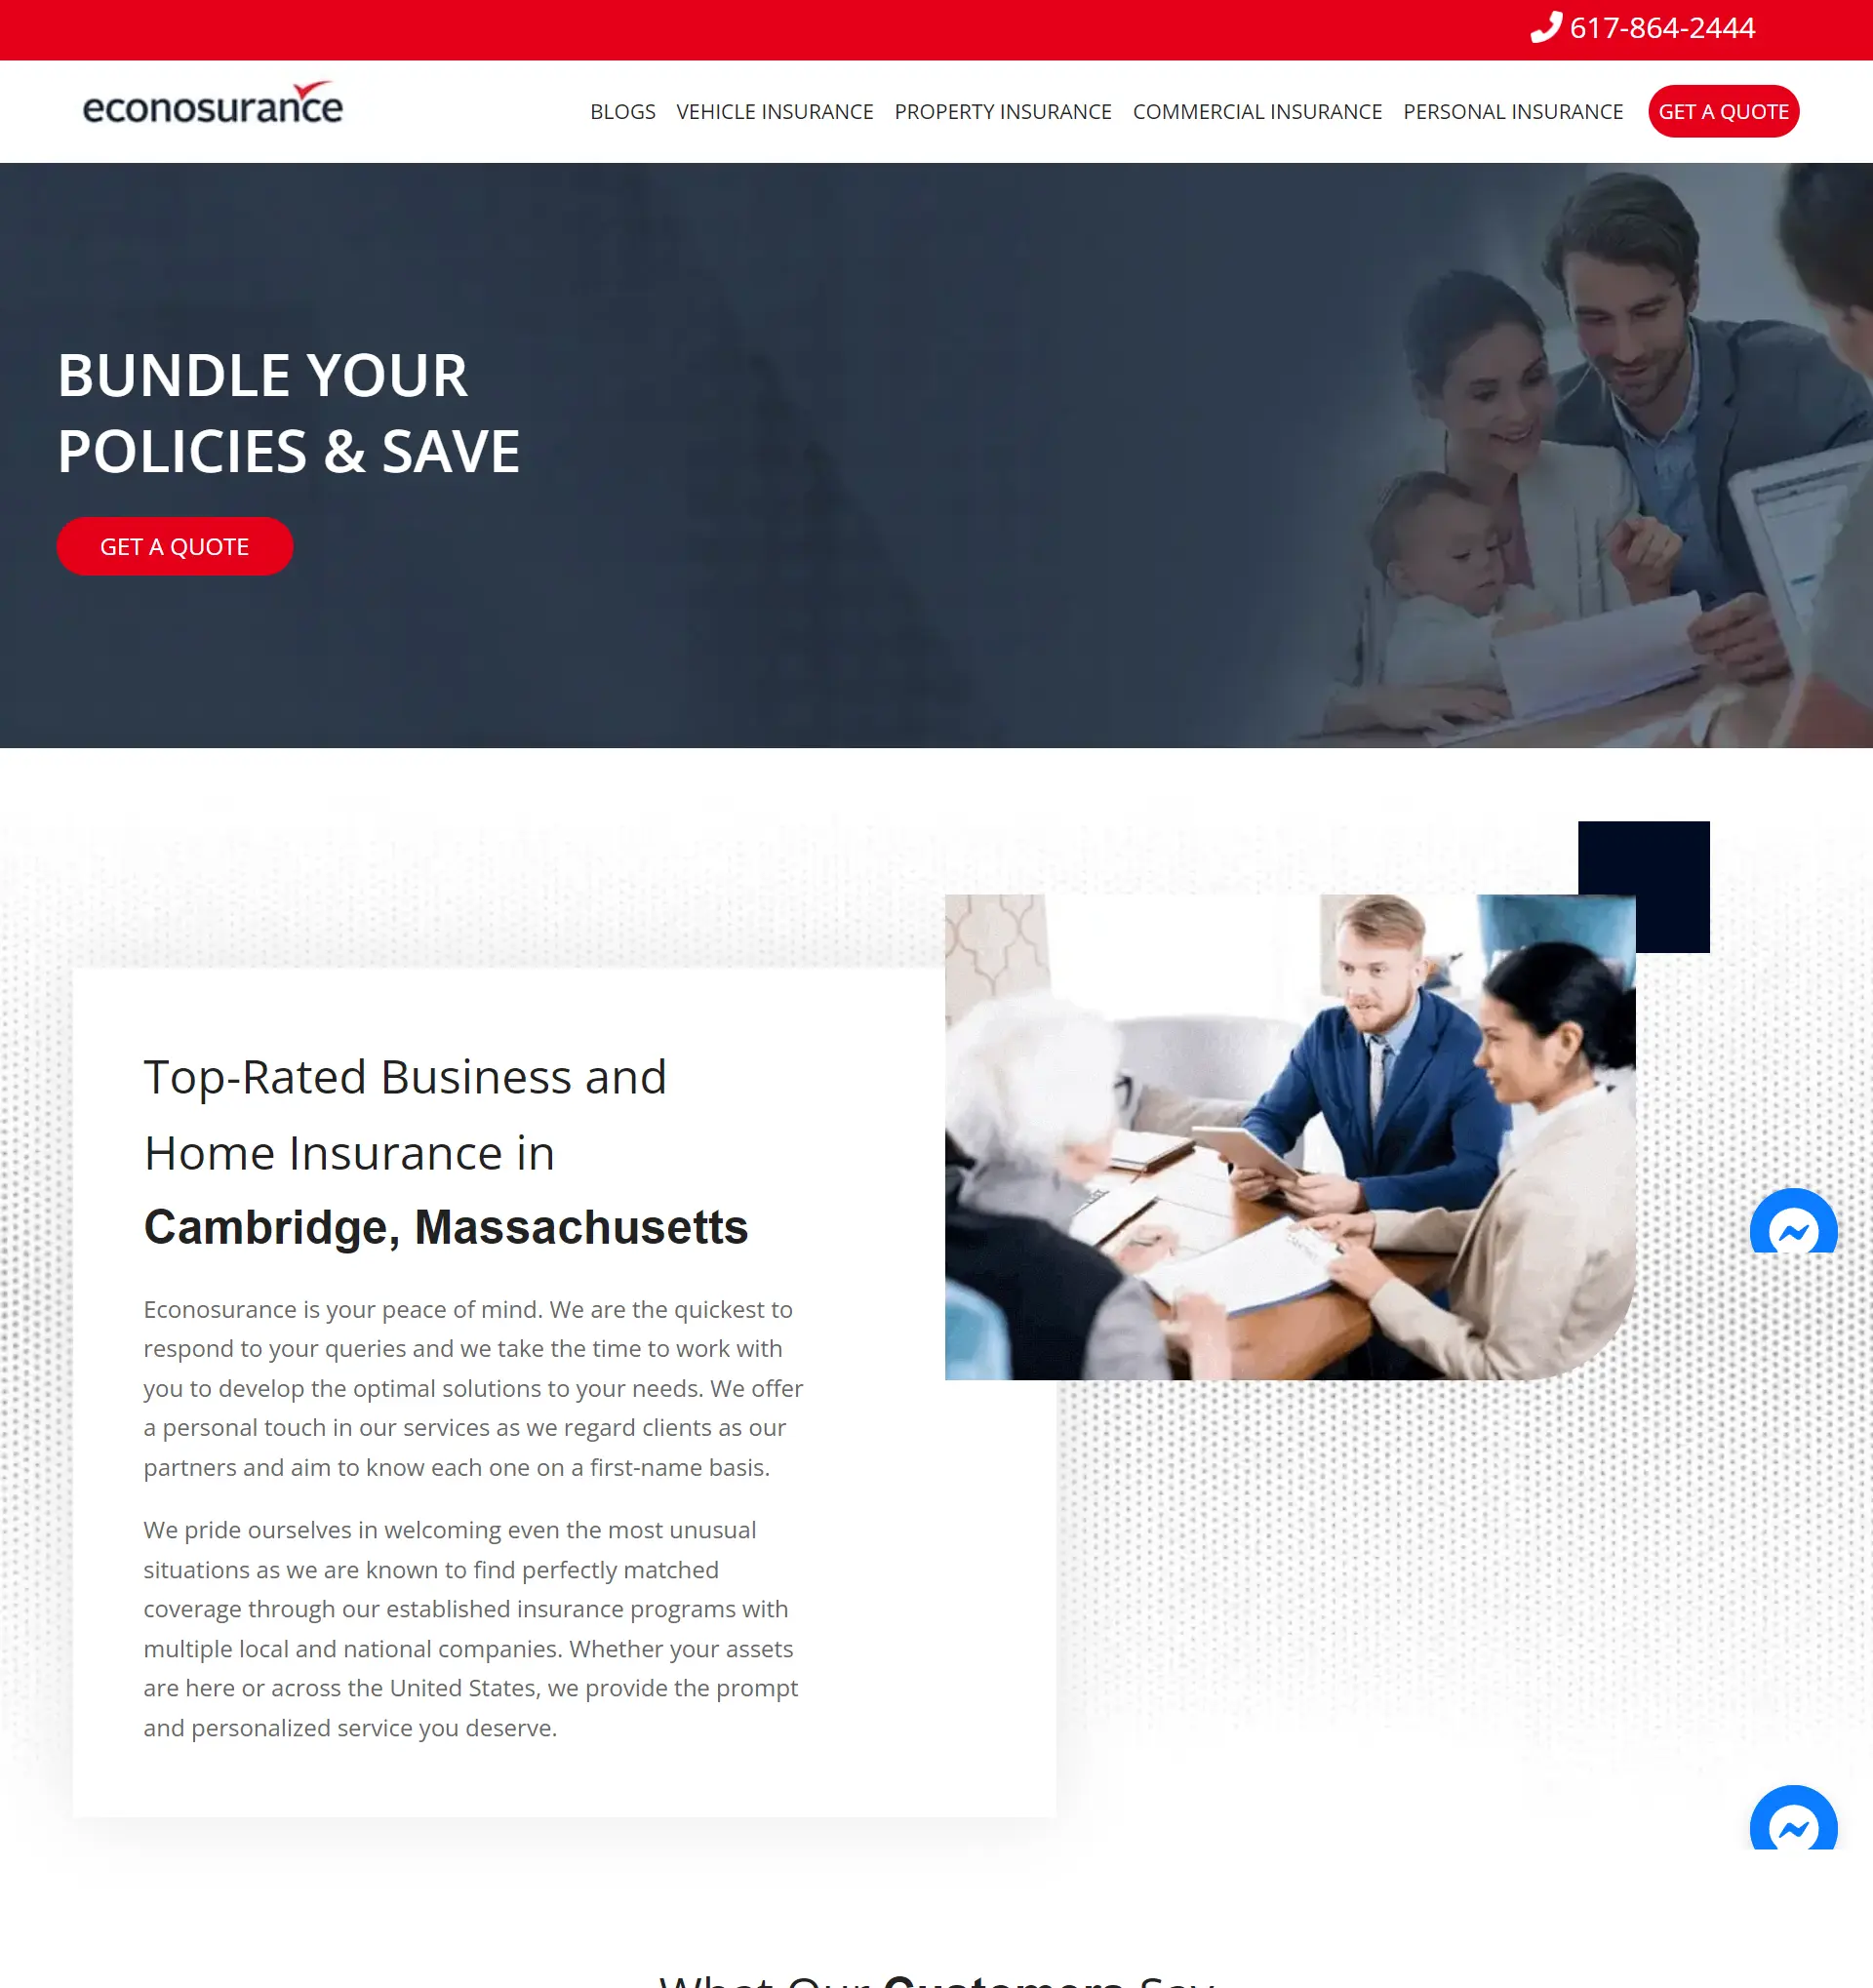 617-864-2444
econosurance
BLOGS VEHICLE INSURANCE PROPERTY INSURANCE COMMERCIAL INSURANCE PERSONAL INSURANCE GET A QUOTE
BUNDLE YOUR
POLICIES & SAVE
GET A QUOTE
Top-Rated Business and
Home Insurance in
Cambridge, Massachusetts
Econosurance is your peace of mind. We are the quickest to
respond to your queries and we take the time to work with
you to develop the optimal solutions to your needs. We offer
a personal touch in our services as we regard clients as our
partners and aim to know each one on a first-name basis.
We pride ourselves in welcoming even the most unusual
situations as we are known to find perfectly matched
coverage through our established insurance programs with
multiple local and national companies. Whether your assets
are here or across the United States, we provide the prompt
and personalized service you deserve.
What Our Customers Say